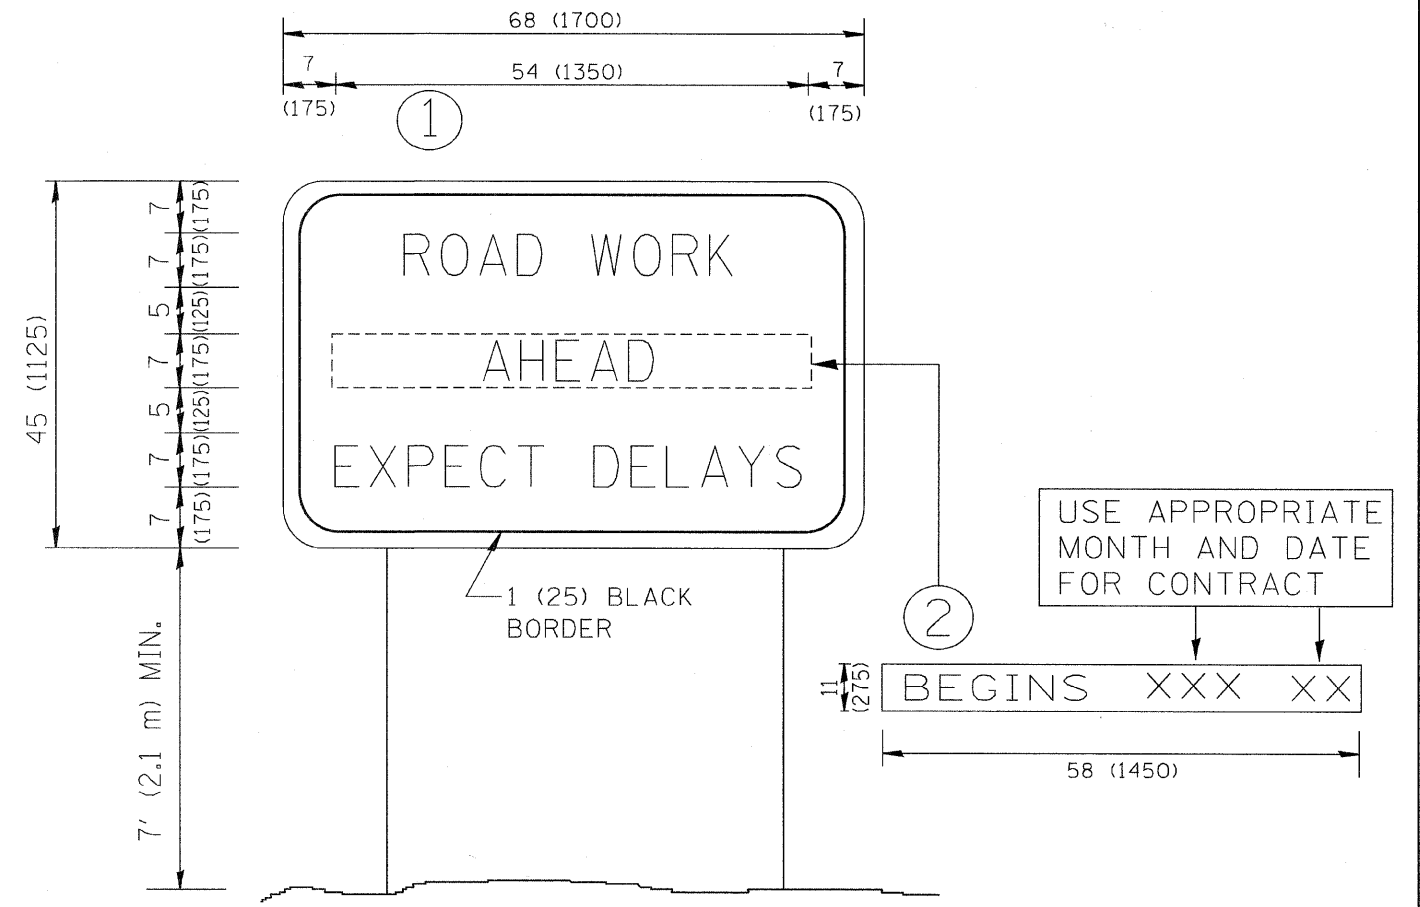 68 (1700)
7
54 (1350)
7
(175)
(175)
1
45 (1125)
7
(175)
7
(175)
5
(125)
7
(175)
5
(125)
7
(175)
7
(175)
ROAD WORK
AHEAD
EXPECT DELAYS
1 (25) BLACK
BORDER
7' (2.1 m) MIN.
USE APPROPRIATE
MONTH AND DATE
FOR CONTRACT
2
11
(275)
BEGINS XXX XX
58 (1450)